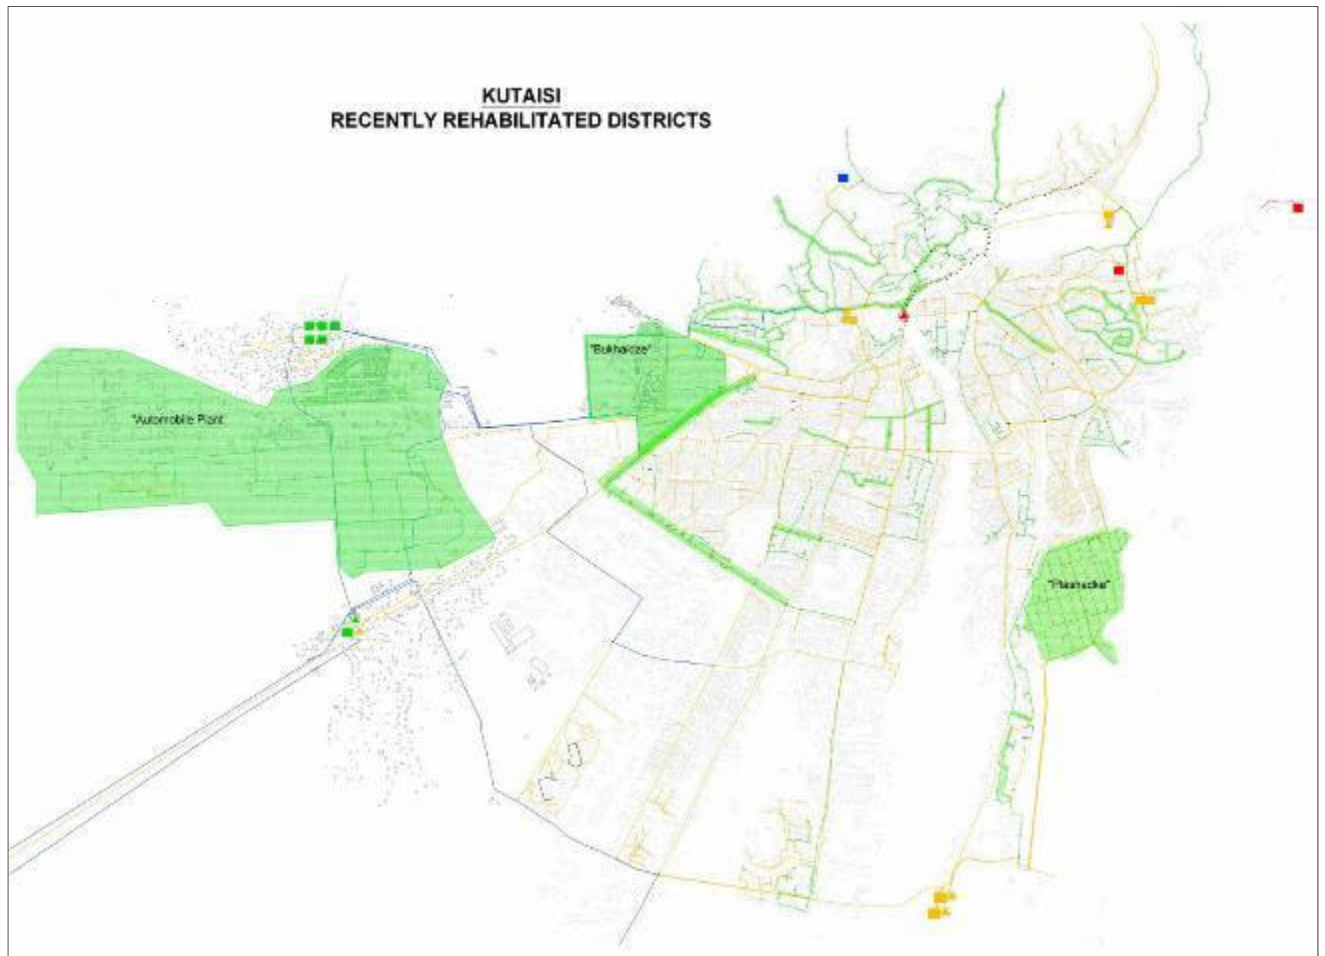 KUTAISI
RECENTLY REHABILITATED DISTRICTS
"Bukhaidze"
"Automobile Plant"